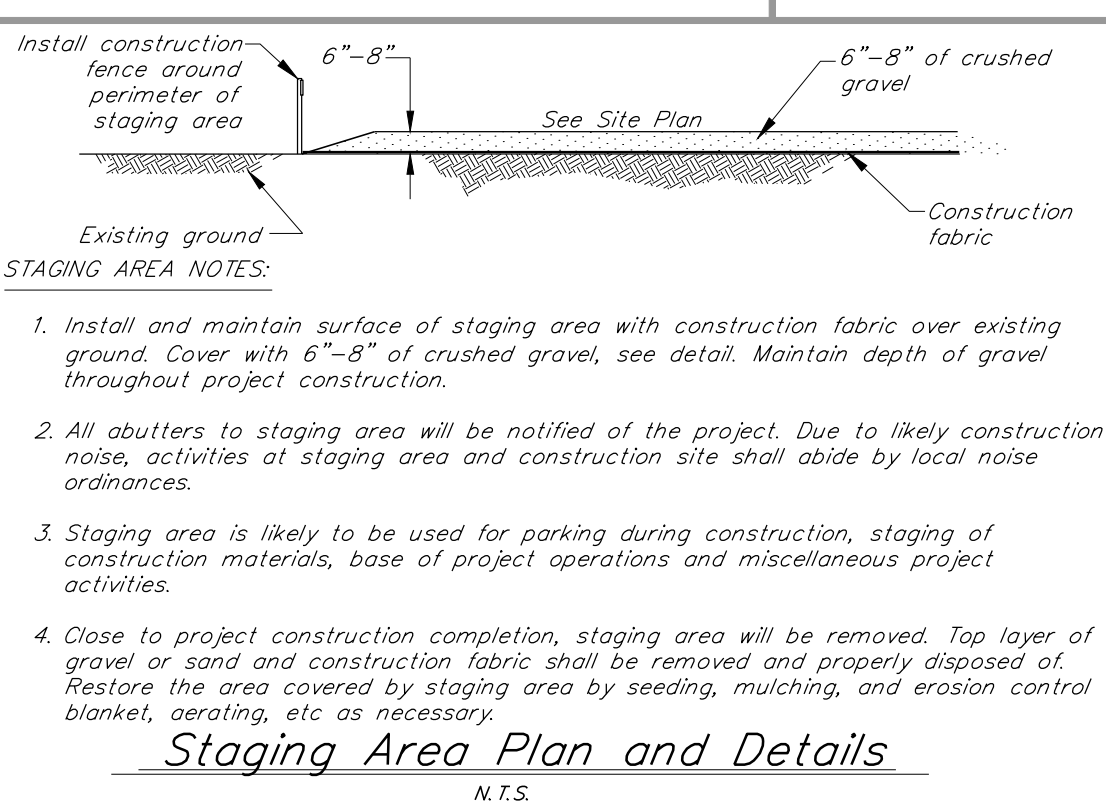 Install construction
fence around
perimeter of
staging area
6"-8"
6"-8" of crushed
gravel
See Site Plan
Existing ground
Construction
fabric
STAGING AREA NOTES:
1. Install and maintain surface of staging area with construction fabric over existing
ground. Cover with 6"-8" of crushed gravel, see detail. Maintain depth of gravel
throughout project construction.
2. All abutters to staging area will be notified of the project. Due to likely construction
noise, activities at staging area and construction site shall abide by local noise
ordinances.
3. Staging area is likely to be used for parking during construction, staging of
construction materials, base of project operations and miscellaneous project
activities.
4. Close to project construction completion, staging area will be removed. Top layer of
gravel or sand and construction fabric shall be removed and properly disposed of.
Restore the area covered by staging area by seeding, mulching, and erosion control
blanket, aerating, etc as necessary.
Staging Area Plan and Details
N.T.S.